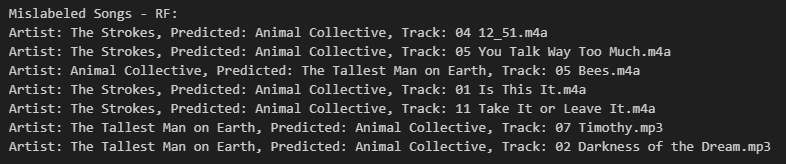 Mislabeled Songs - RF:
Artist: The Strokes, Predicted: Animal Collective, Track: 04 12_51.m4a
Artist: The Strokes, Predicted: Animal Collective, Track: 05 You Talk Way Too Much.m4a
Artist: Animal Collective, Predicted: The Tallest Man on Earth, Track: 05 Bees.m4a
Artist: The Strokes, Predicted: Animal Collective, Track: 01 Is This It.m4a
Artist: The Strokes, Predicted: Animal Collective, Track: 11 Take It or Leave It.m4a
Artist: The Tallest Man on Earth, Predicted: Animal Collective, Track: 07 Timothy.mp3
Artist: The Tallest Man on Earth, Predicted: Animal Collective, Track: 02 Darkness of the Dream.mp3